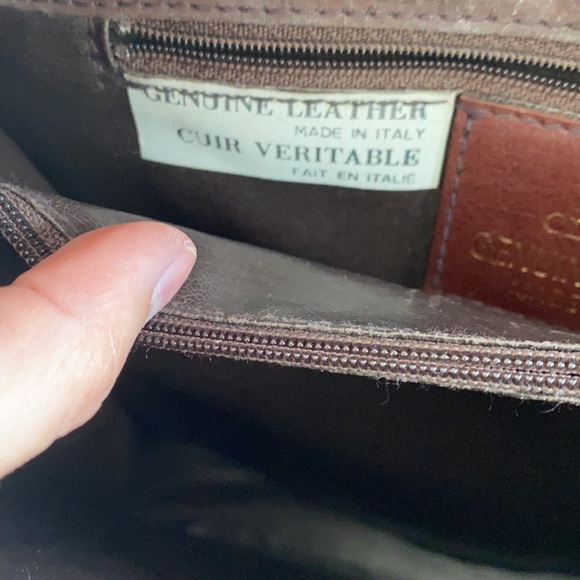 GENUINE LEATHER
MADE IN ITALY
CUIR VERITABLE
FAIT EN ITALIE